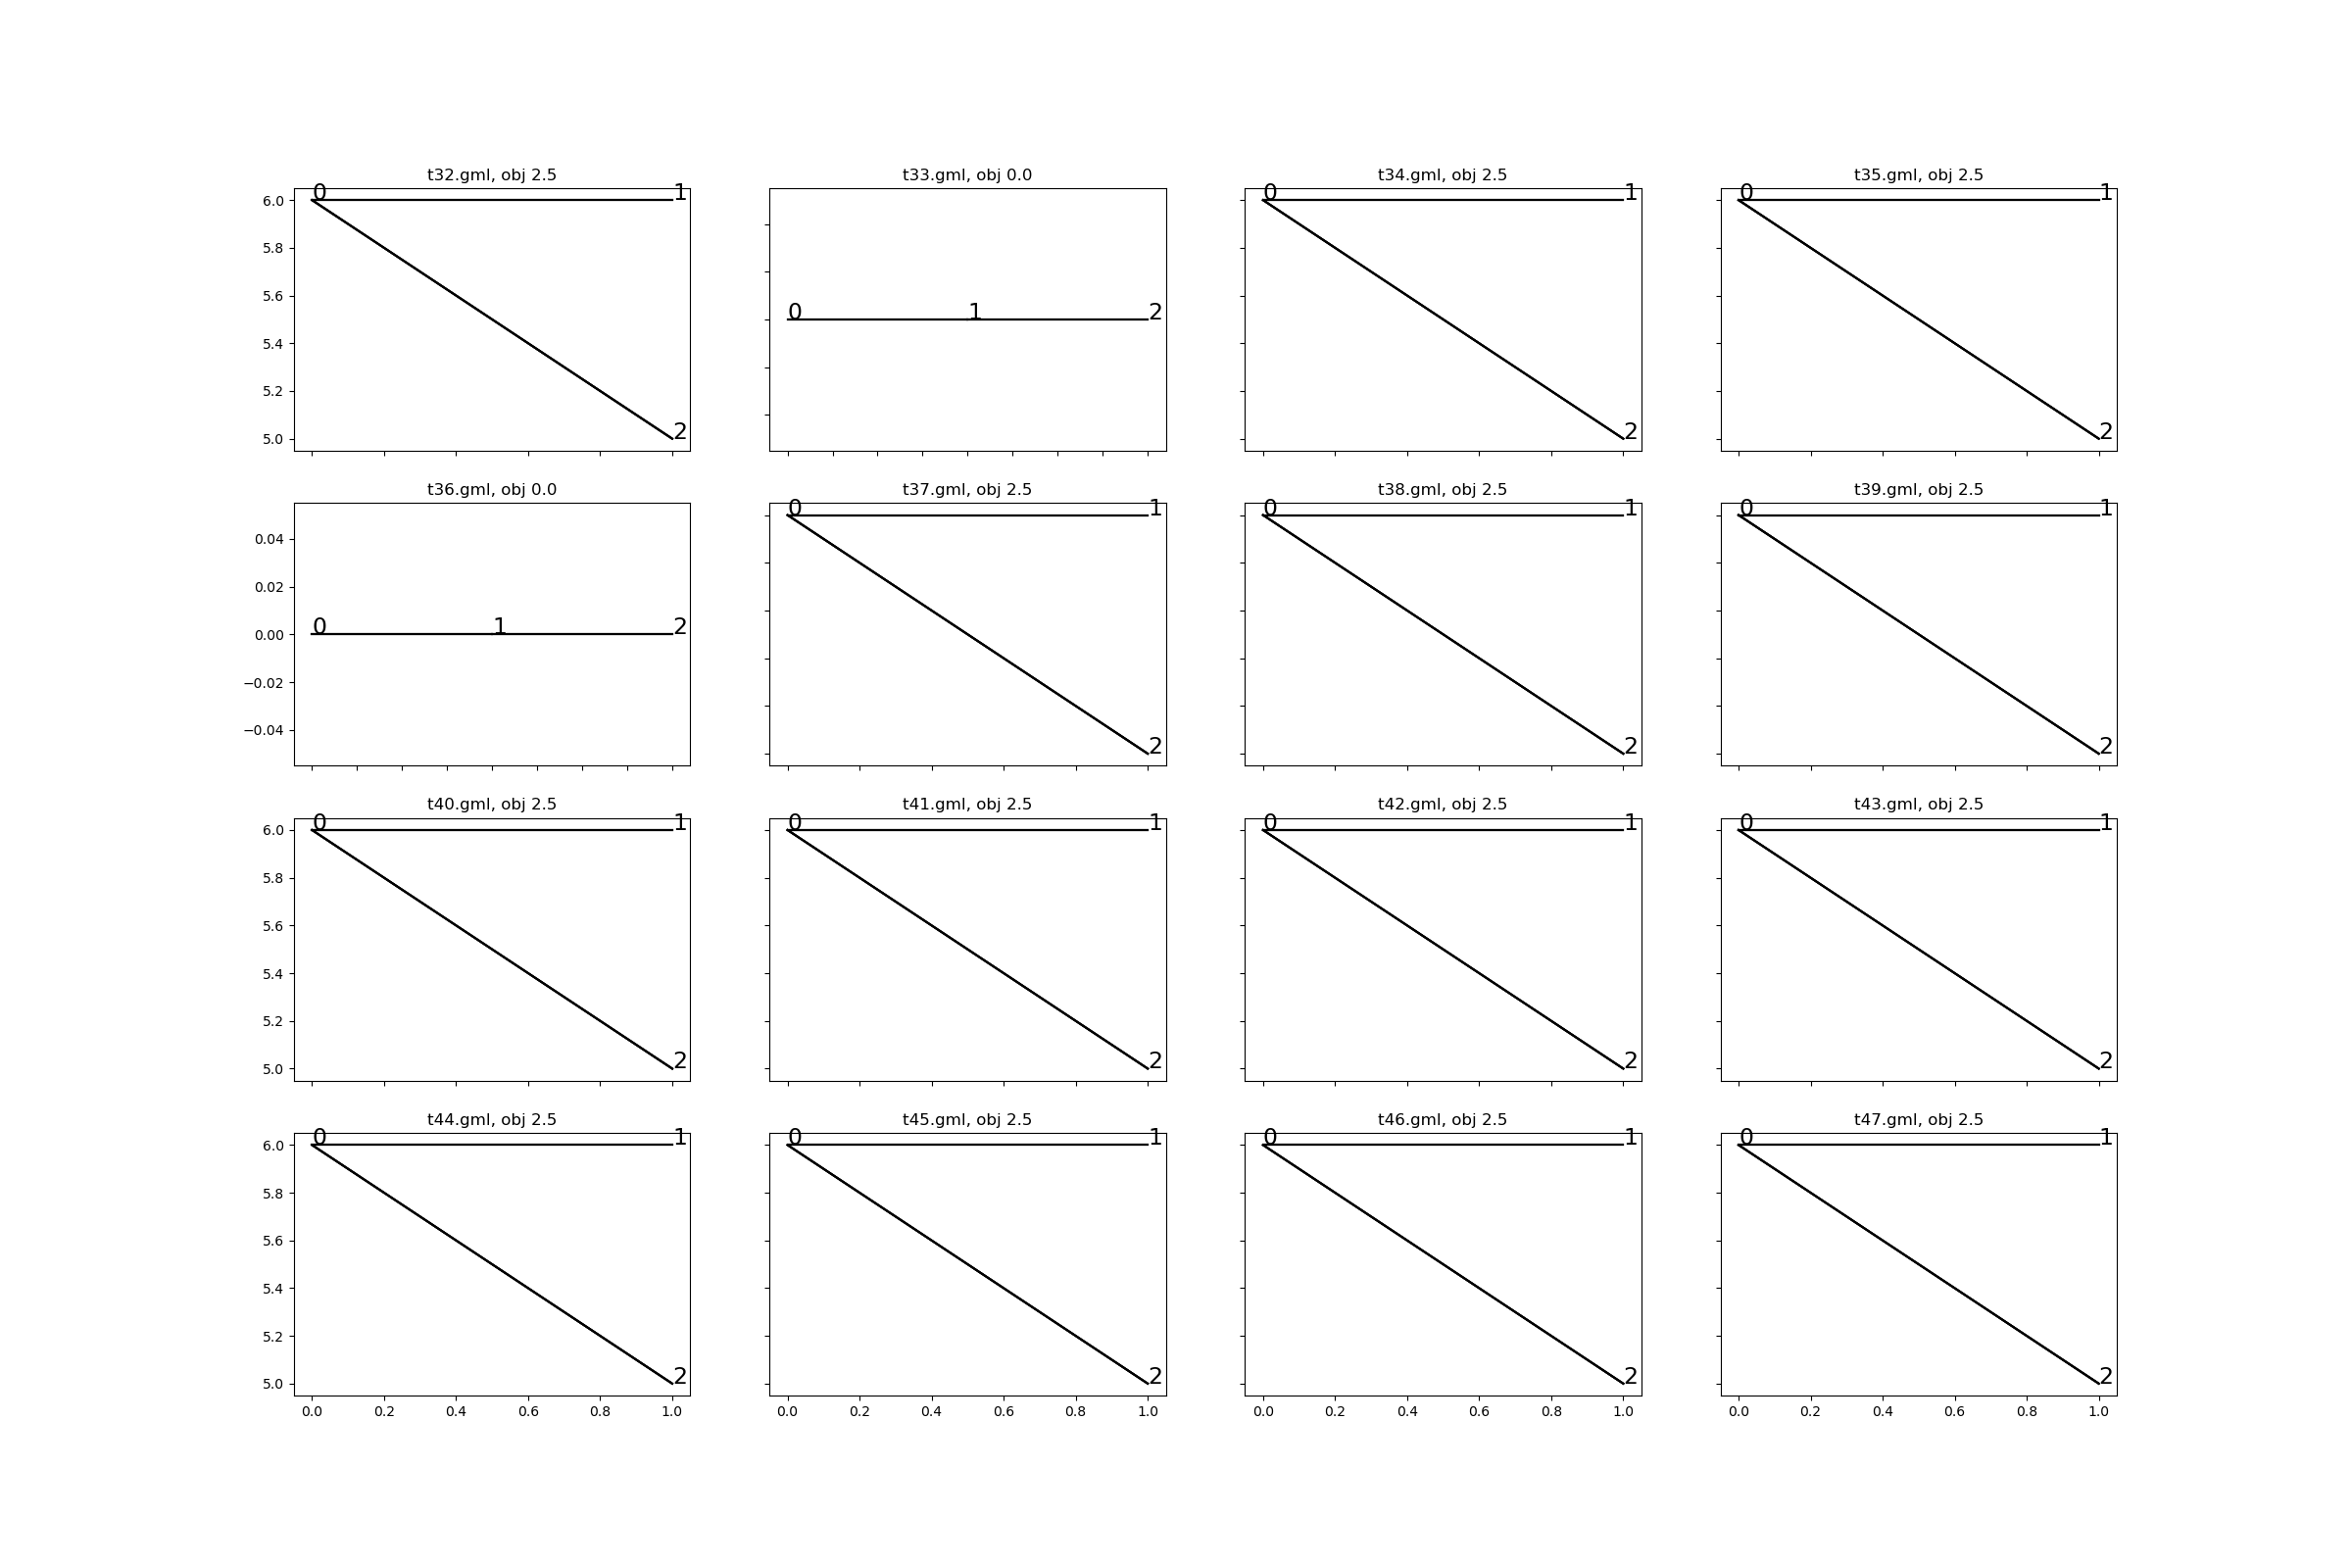 t32.gml, obj 2.5 t33.gml, obj 0.0 t34.gml, obj 2.5 t35.gml, obj 2.5
0 1 0 1 0 1
6.0
5.8
5.6
0 1 2
5.4
5.2
5.0
2 2 2
t36.gml, obj 0.0 t37.gml, obj 2.5 t38.gml, obj 2.5 t39.gml, obj 2.5
0 1 0 1 0 1
0.04
0.02
0.00 0 1 2
−0.02
−0.04
2 2 2
t40.gml, obj 2.5 t41.gml, obj 2.5 t42.gml, obj 2.5 t43.gml, obj 2.5
0 1 0 1 0 1 0 1
6.0
5.8
5.6
5.4
5.2
5.0
2 2 2 2
t44.gml, obj 2.5 t45.gml, obj 2.5 t46.gml, obj 2.5 t47.gml, obj 2.5
0 1 0 1 0 1 0 1
6.0
5.8
5.6
5.4
5.2
5.0
2 2 2 2
0.0 0.2 0.4 0.6 0.8 1.0 0.0 0.2 0.4 0.6 0.8 1.0 0.0 0.2 0.4 0.6 0.8 1.0 0.0 0.2 0.4 0.6 0.8 1.0